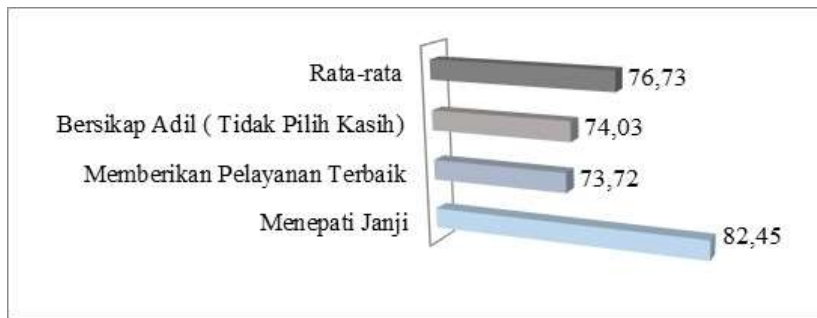 Rata-rata 76,73
Bersikap Adil ( Tidak Pilih Kasih) 74,03
Memberikan Pelayanan Terbaik 73,72
Menepati Janji 82,45